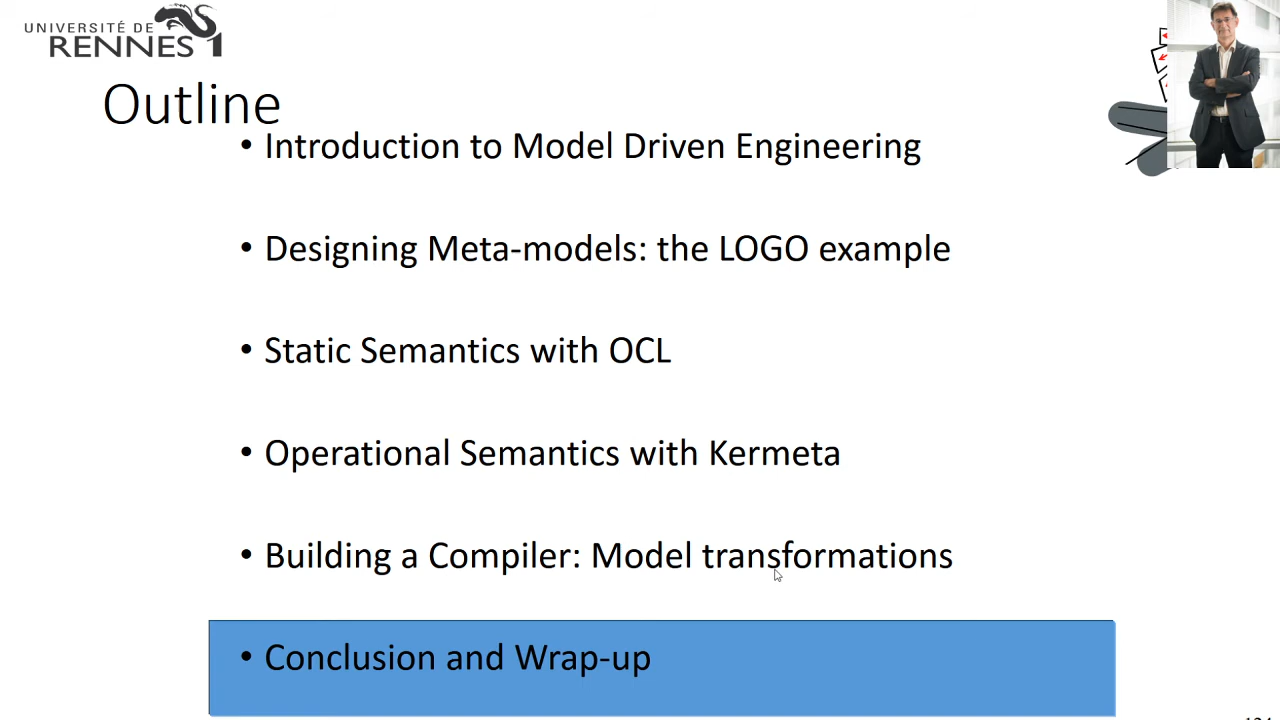 UNIVERSITÉ DE
RENNES 1
Outline
• Introduction to Model Driven Engineering
• Designing Meta-models: the LOGO example
• Static Semantics with OCL
• Operational Semantics with Kermeta
• Building a Compiler: Model transformations
• Conclusion and Wrap-up